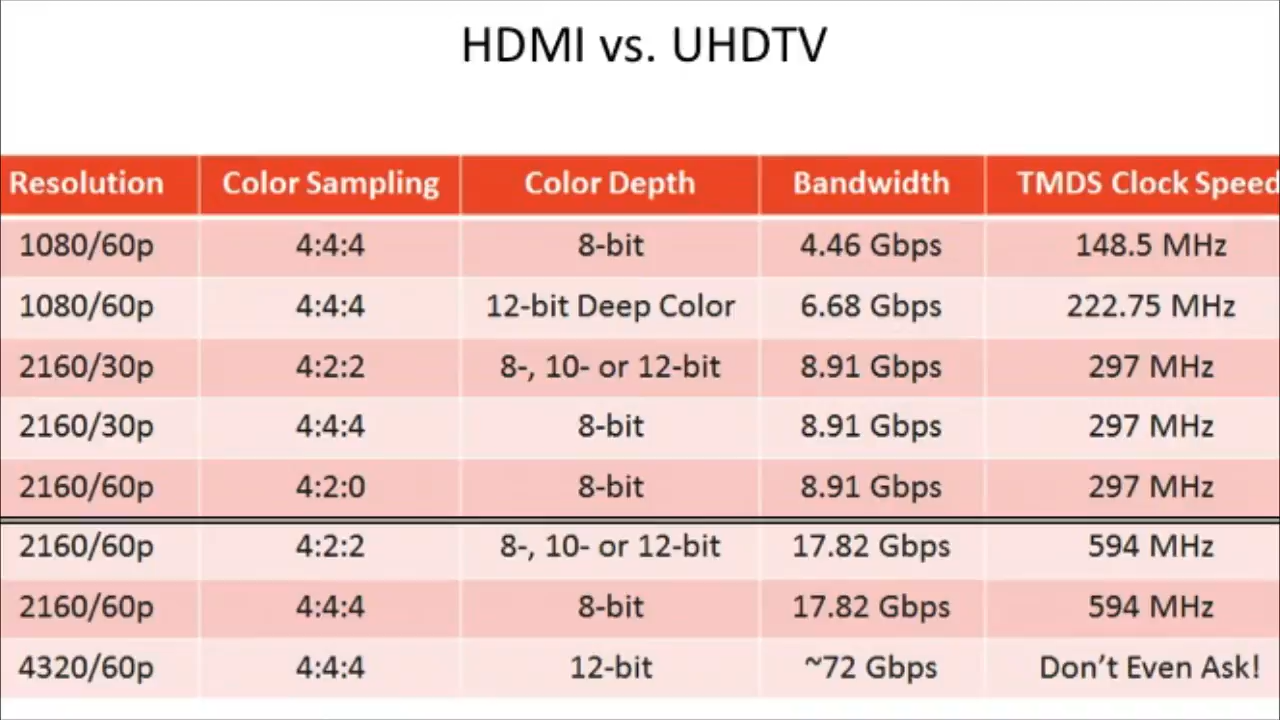 HDMI vs. UHDTV
Resolution Color Sampling Color Depth Bandwidth TMDS Clock Speed
1080/60p 4:4:4 8-bit 4.46 Gbps 148.5 MHz
1080/60p 4:4:4 12-bit Deep Color 6.68 Gbps 222.75 MHz
2160/30p 4:2:2 8-, 10- or 12-bit 8.91 Gbps 297 MHz
2160/30p 4:4:4 8-bit 8.91 Gbps 297 MHz
2160/60p 4:2:0 8-bit 8.91 Gbps 297 MHz
2160/60p 4:2:2 8-, 10- or 12-bit 17.82 Gbps 594 MHz
2160/60p 4:4:4 8-bit 17.82 Gbps 594 MHz
4320/60p 4:4:4 12-bit ~72 Gbps Don’t Even Ask!